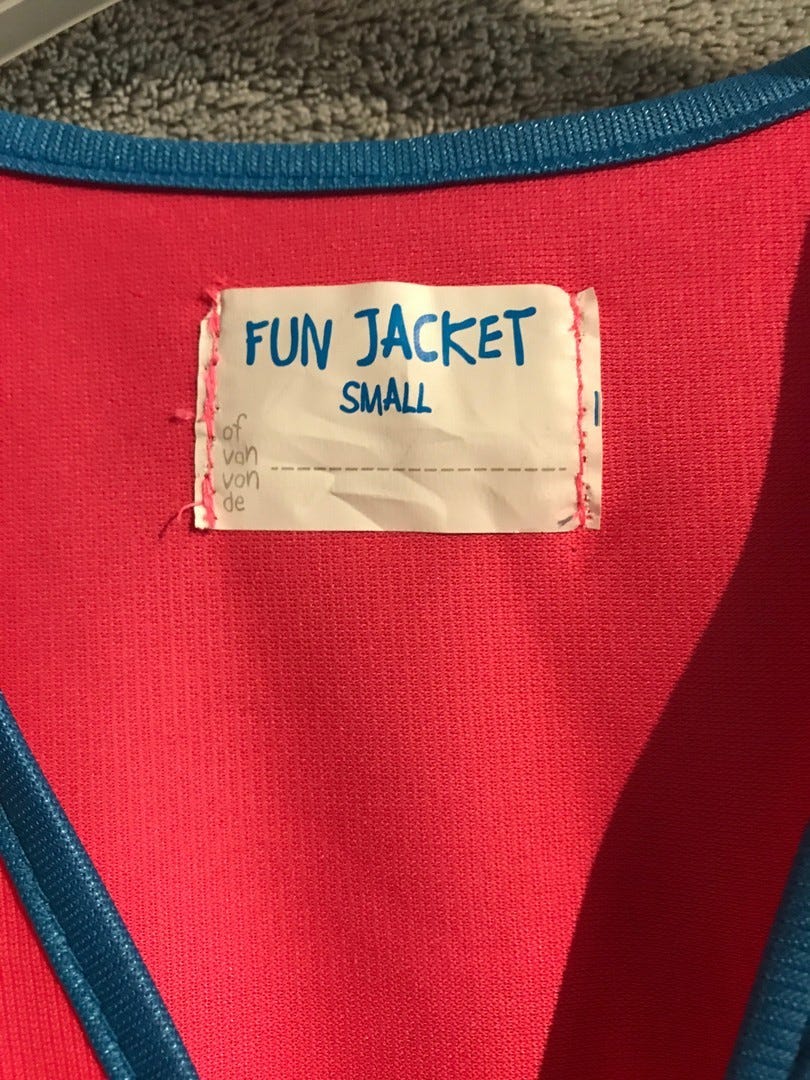 FUN JACKET
SMALL
of
van
von
de